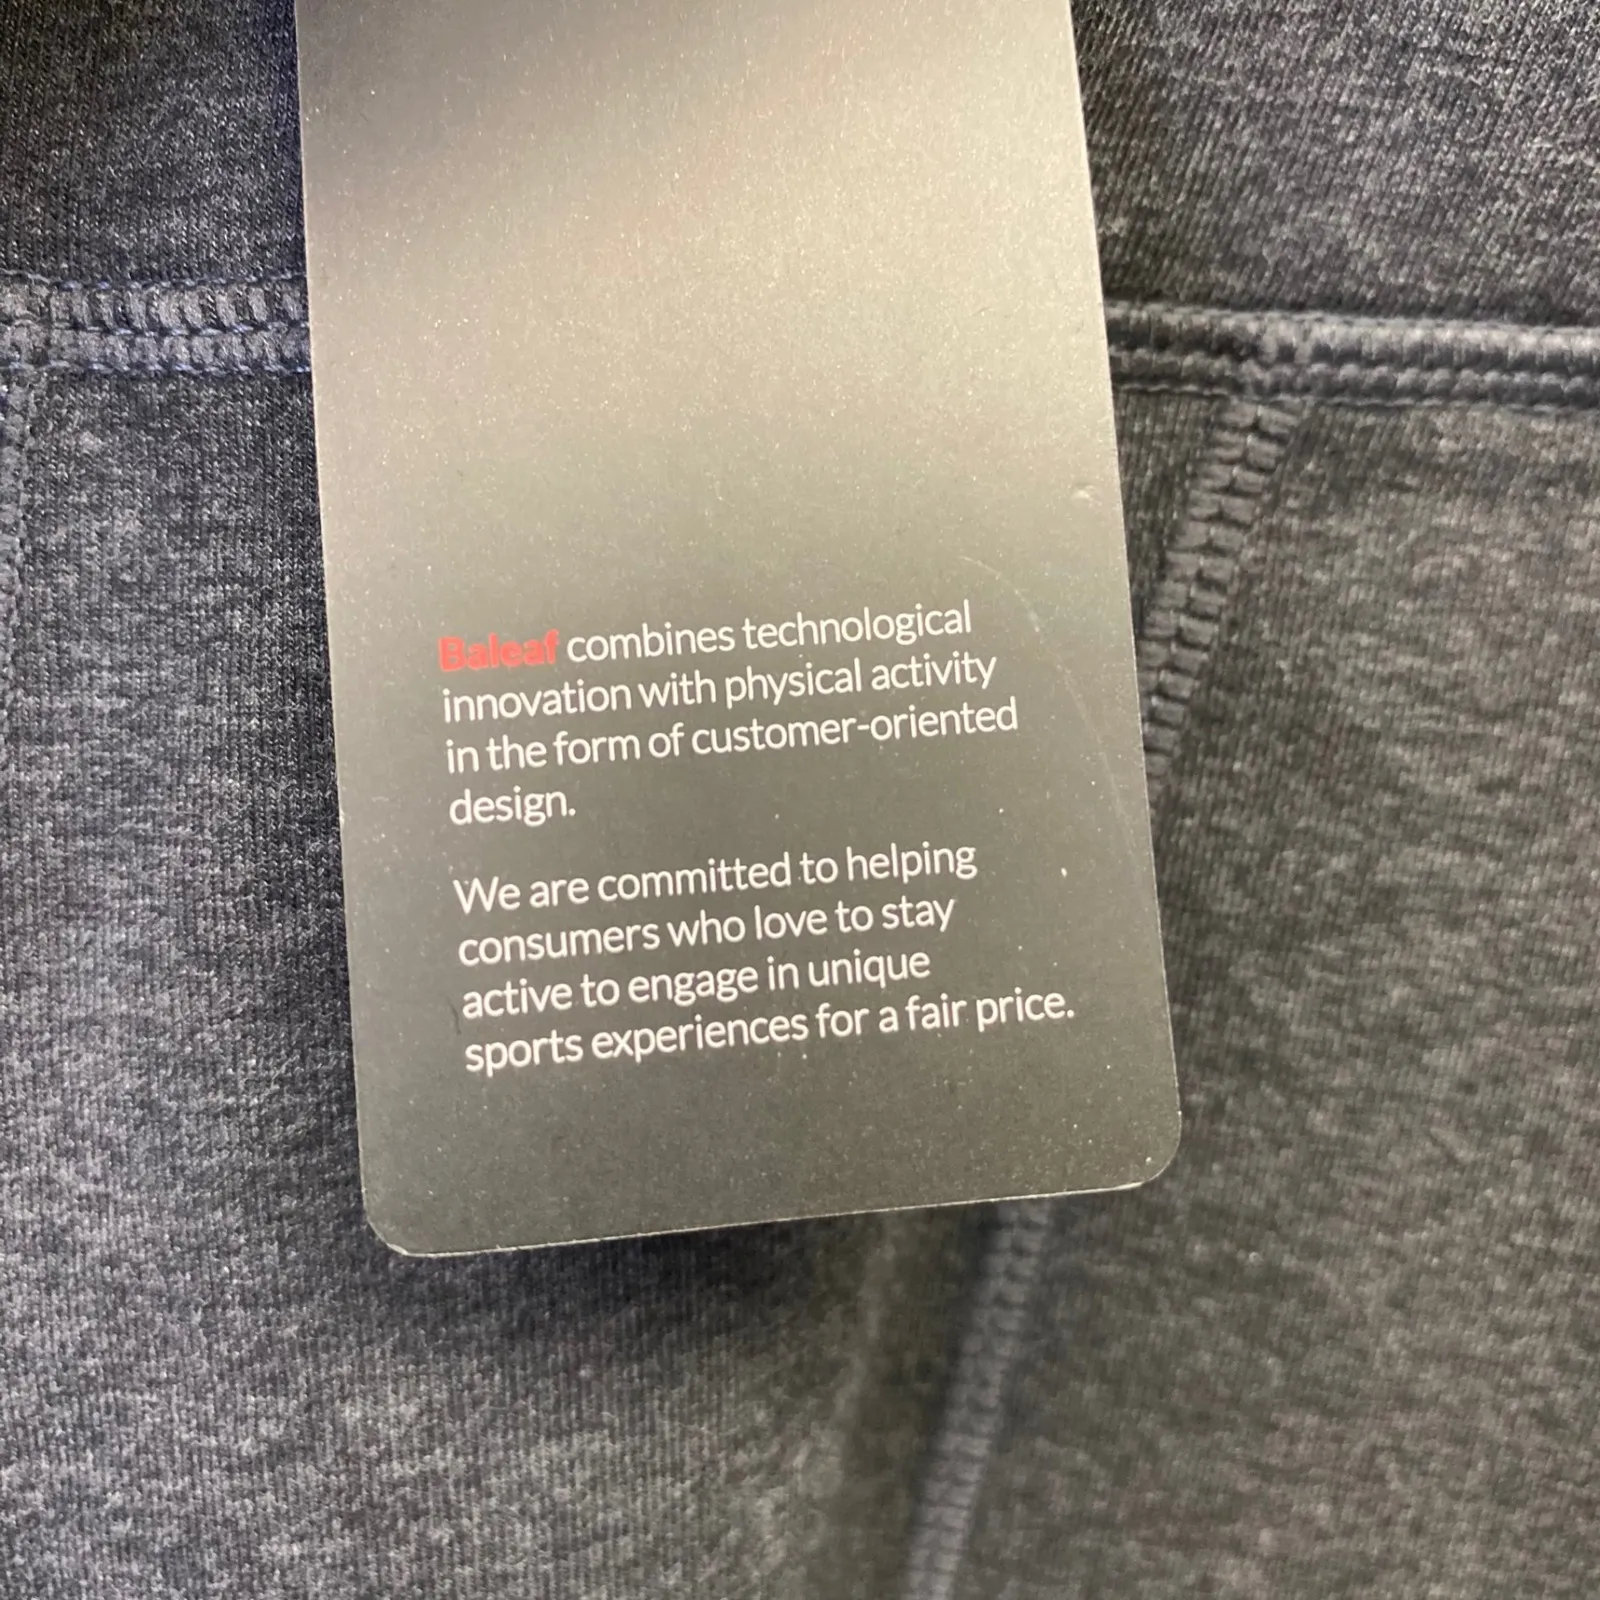 Baleaf combines technological
innovation with physical activity
in the form of customer-oriented
design.
We are committed to helping
consumers who love to stay
active to engage in unique
sports experiences for a fair price.